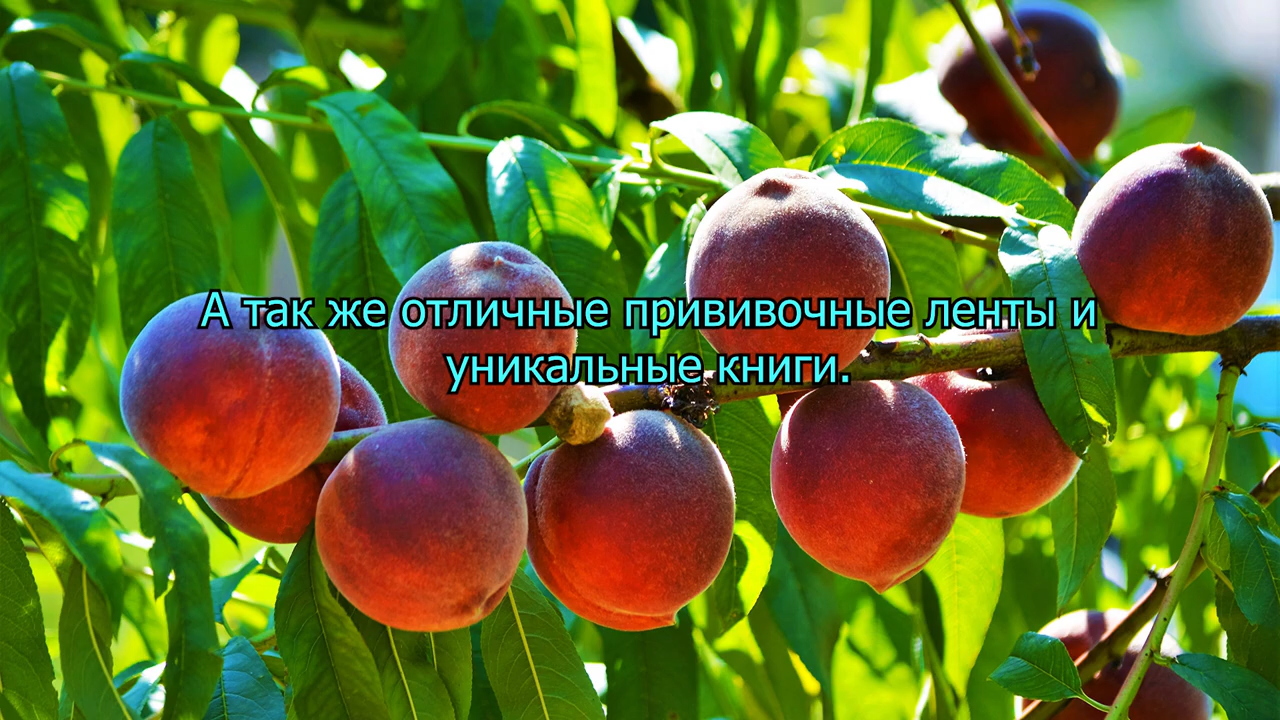 А так же отличные прививочные ленты и
уникальные книги.